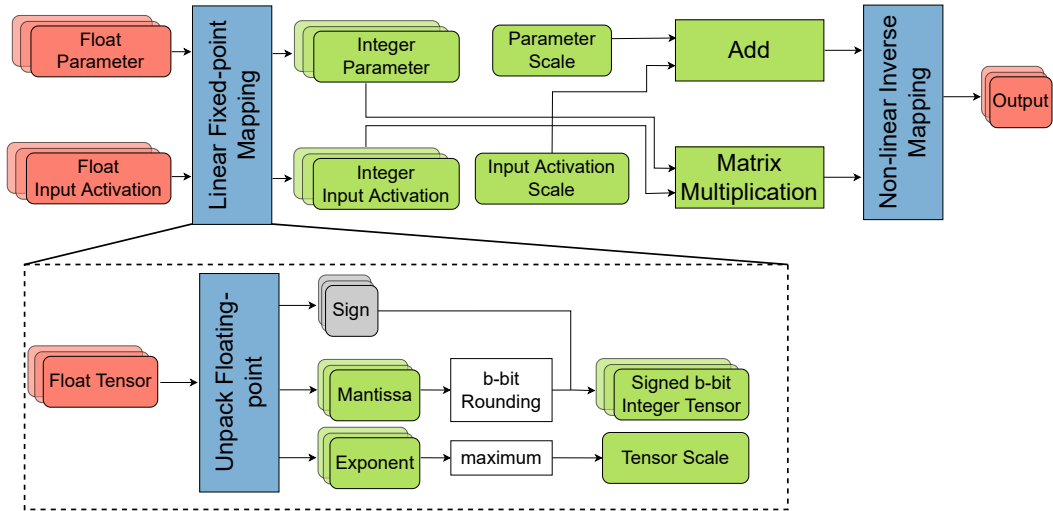 Float
Parameter
Linear Fixed-point
Mapping
Integer
Parameter
Parameter
Scale
Add
Non-linear Inverse
Mapping
Output
Float
Input Activation
Integer
Input Activation
Input Activation
Scale
Matrix
Multiplication
Float Tensor
Unpack Floating-
point
Sign
Mantissa
b-bit
Rounding
Signed b-bit
Integer Tensor
Exponent
maximum
Tensor Scale